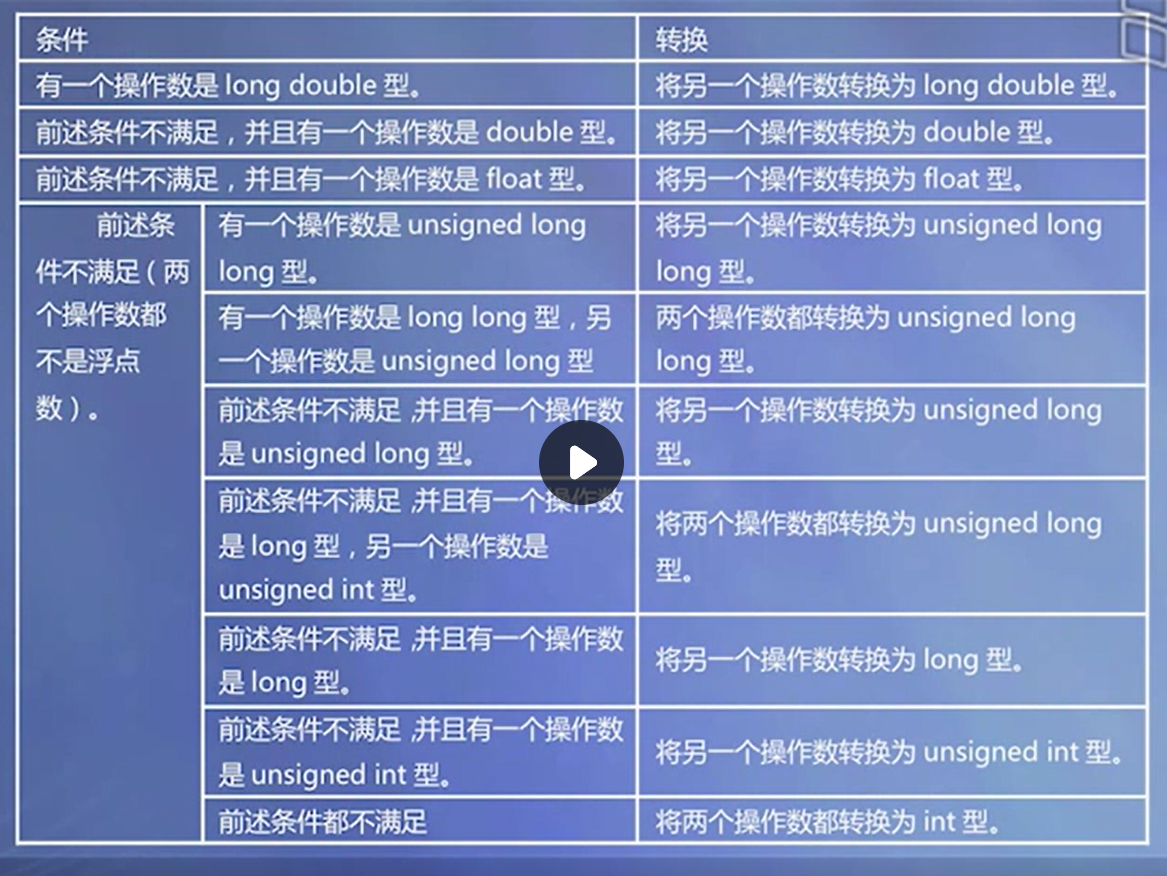 条件
转换
有一个操作数是 long double 型。
将另一个操作数转换为 long double 型。
前述条件不满足，并且有一个操作数是 double 型。
将另一个操作数转换为 double 型。
前述条件不满足，并且有一个操作数是 float 型。
将另一个操作数转换为 float 型。
前述条
件不满足（两
个操作数都
不是浮点
数）。
有一个操作数是 unsigned long
long 型。
将另一个操作数转换为 unsigned long
long 型。
有一个操作数是 long long 型，另
一个操作数是 unsigned long 型
两个操作数都转换为 unsigned long
long 型。
前述条件不满足,并且有一个操作数
是 unsigned long 型。
将另一个操作数转换为 unsigned long
型。
前述条件不满足,并且有一个操作数
是 long 型，另一个操作数是
unsigned int 型。
将两个操作数都转换为 unsigned long
型。
前述条件不满足,并且有一个操作数
是 long 型。
将另一个操作数转换为 long 型。
前述条件不满足,并且有一个操作数
是 unsigned int 型。
将另一个操作数转换为 unsigned int 型。
前述条件都不满足
将两个操作数都转换为 int 型。